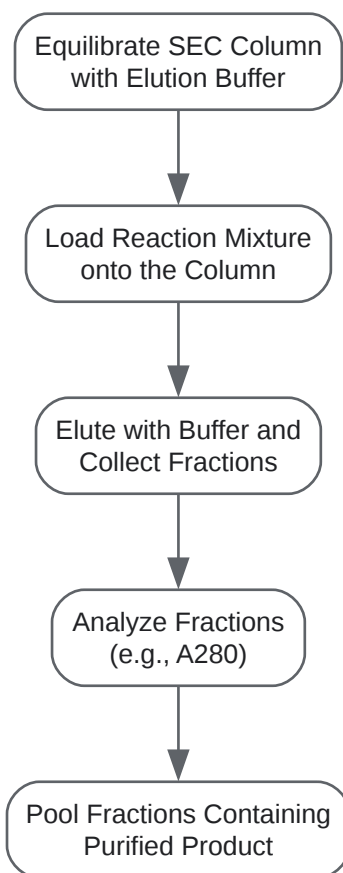 Equilibrate SEC Column
with Elution Buffer
Load Reaction Mixture
onto the Column
Elute with Buffer and
Collect Fractions
Analyze Fractions
(e.g., A280)
Pool Fractions Containing
Purified Product